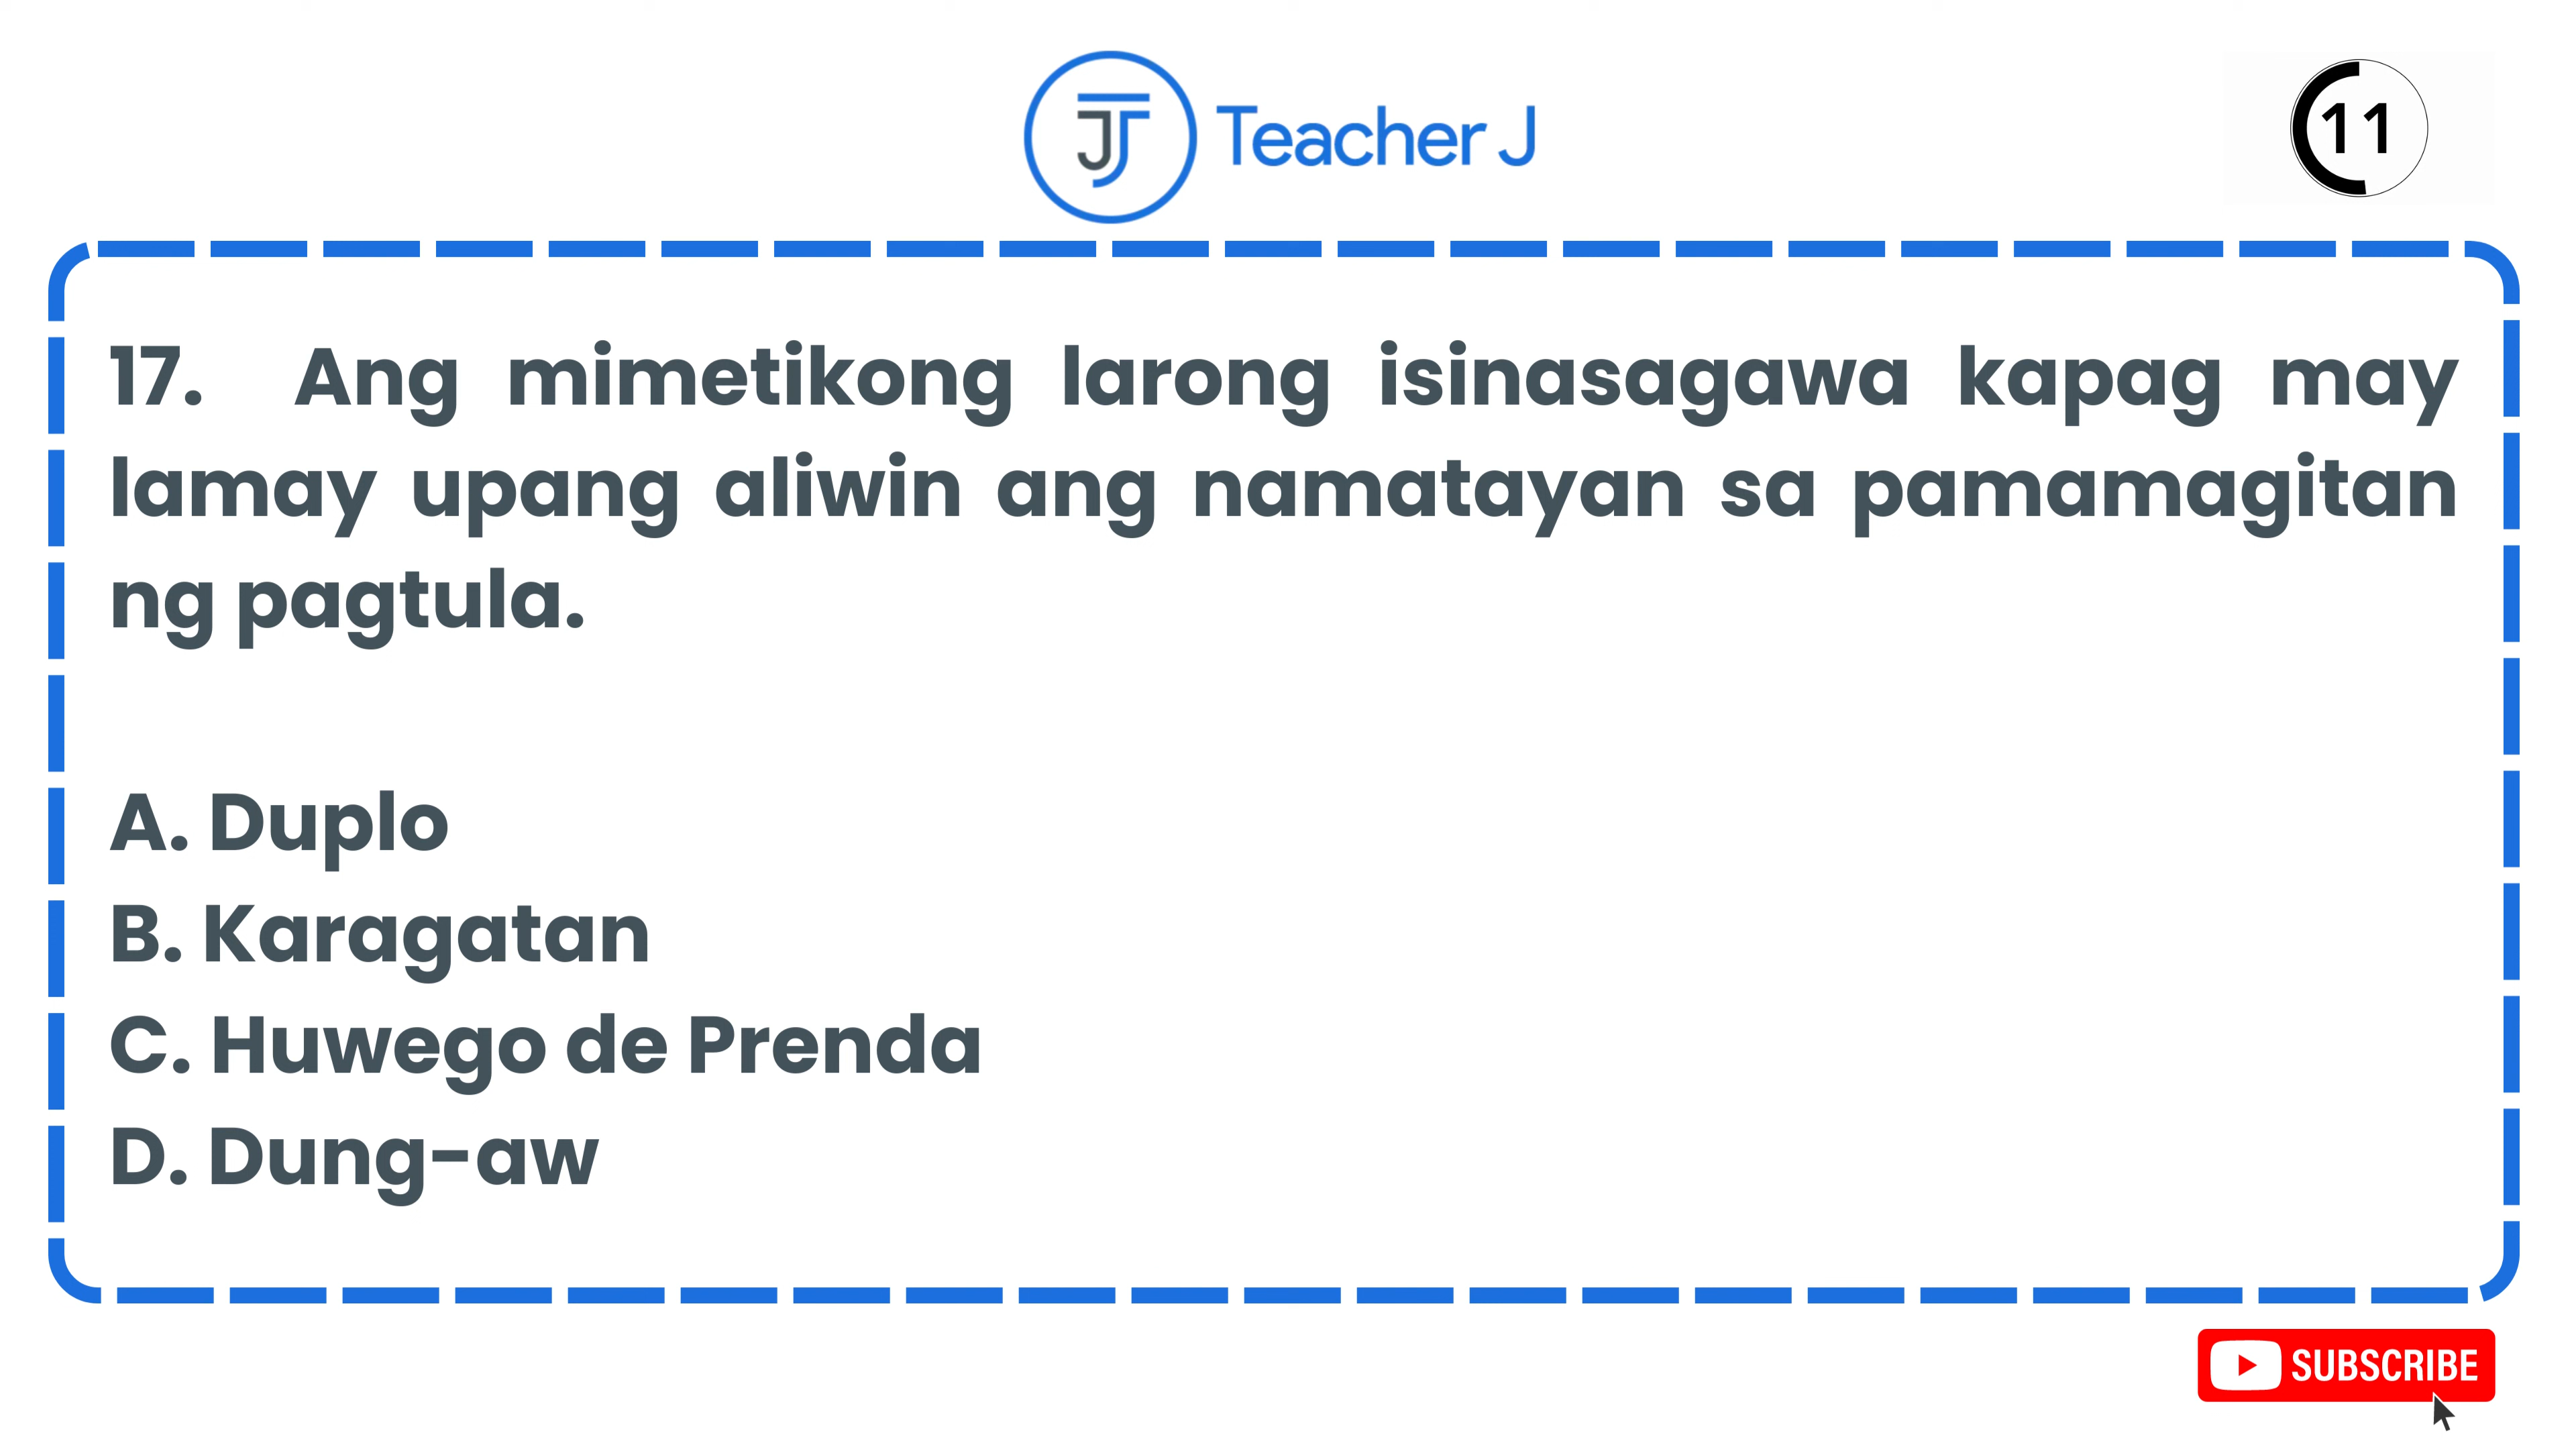 JT Teacher J
11
17. Ang mimetikong larong isinasagawa kapag may
lamay upang aliwin ang namatayan sa pamamagitan
ng pagtula.
A. Duplo
B. Karagatan
C. Huwego de Prenda
D. Dung-aw
SUBSCRIBE